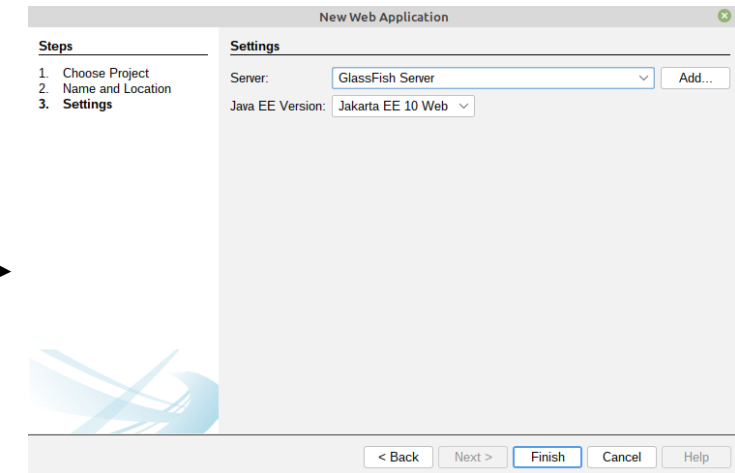 New Web Application
Steps
1. Choose Project
2. Name and Location
3. Settings
Settings
Server: GlassFish Server Add...
Java EE Version: Jakarta EE 10 Web
< Back Next > Finish Cancel Help